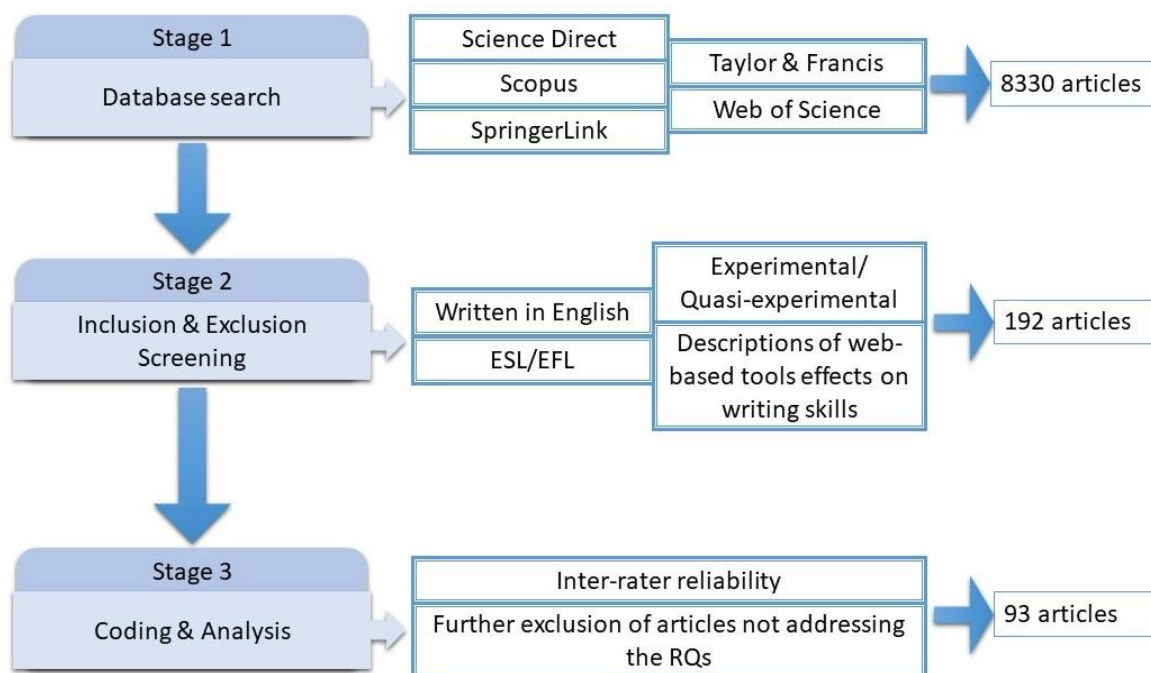 Stage 1
Database search
Science Direct
Scopus
SpringerLink
Taylor & Francis
Web of Science
8330 articles
Stage 2
Inclusion & Exclusion
Screening
Written in English
ESL/EFL
Experimental/
Quasi-experimental
Descriptions of web-
based tools effects on
writing skills
192 articles
Stage 3
Coding & Analysis
Inter-rater reliability
Further exclusion of articles not addressing
the RQs
93 articles